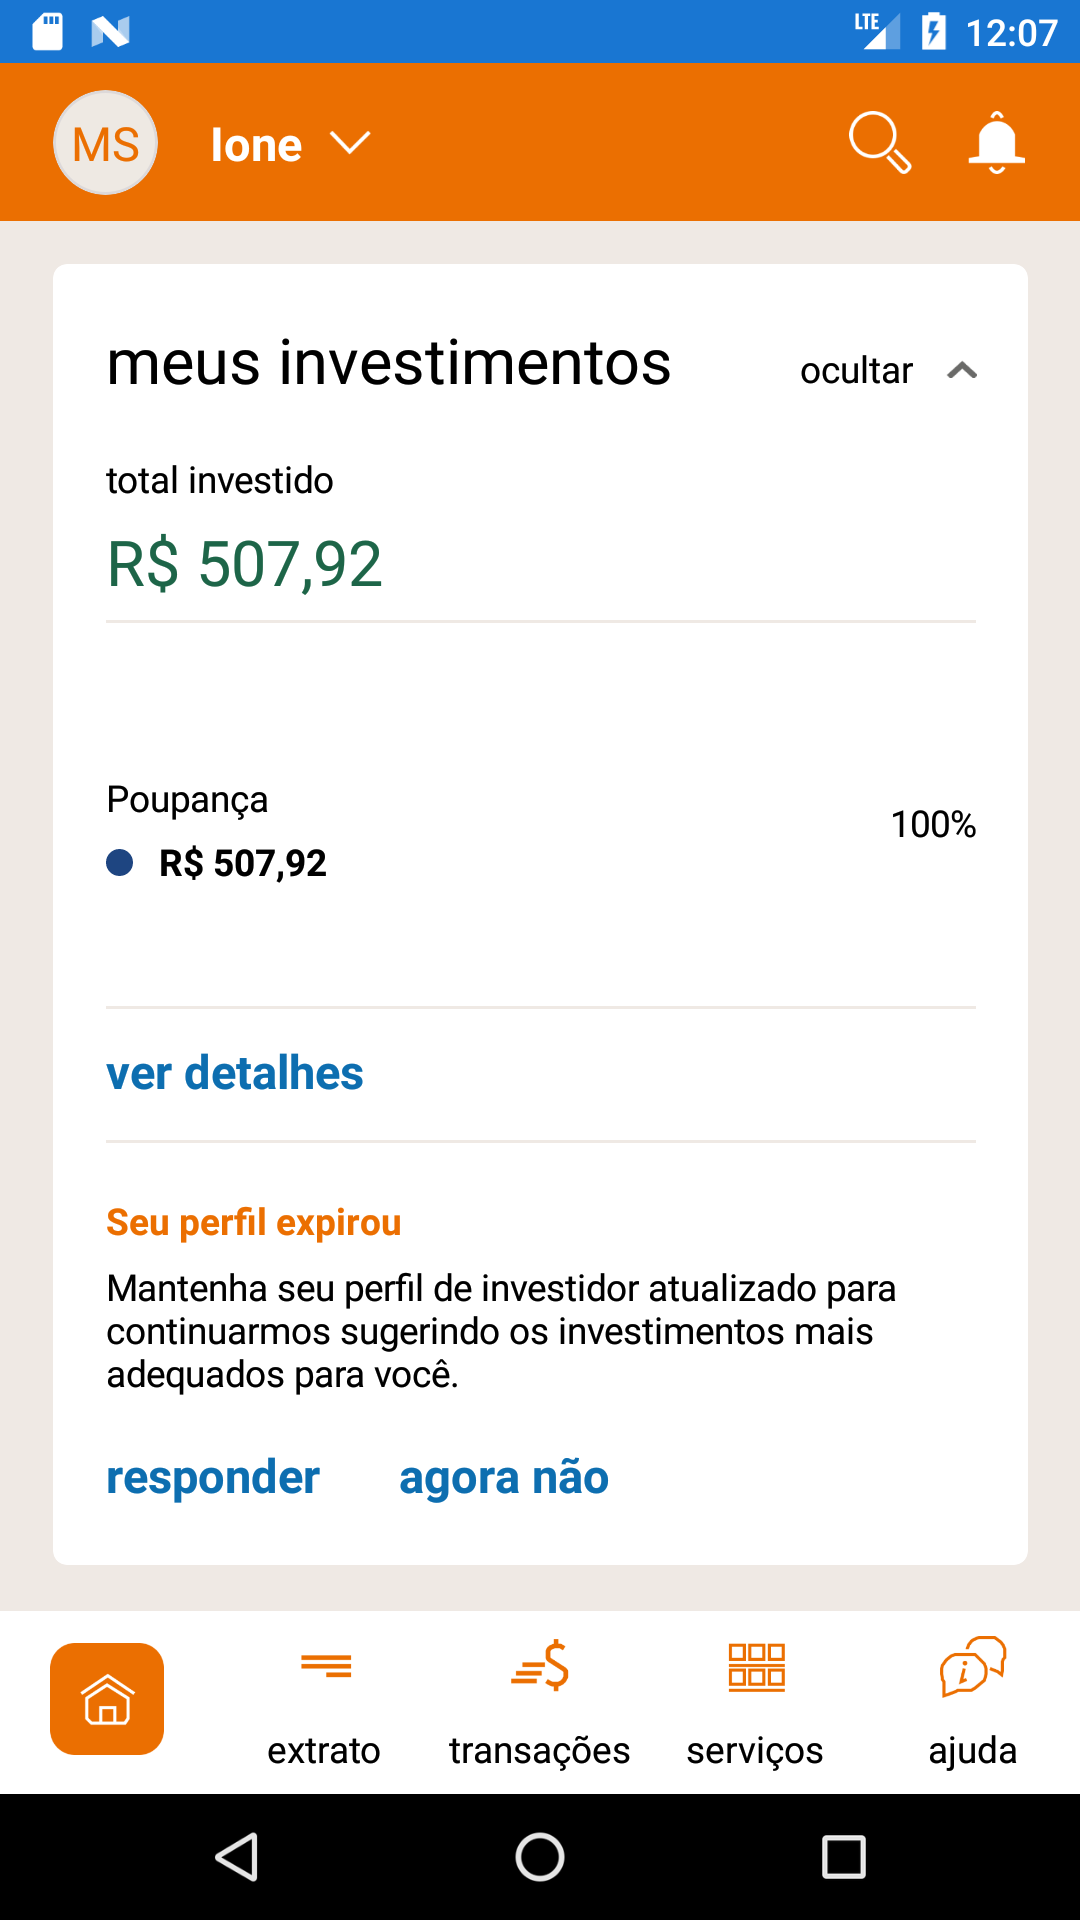 LTE 12:07
MS Ione
meus investimentos ocultar
total investido
R$ 507,92
Poupança
100%
R$ 507,92
ver detalhes
Seu perfil expirou
Mantenha seu perfil de investidor atualizado para
continuarmos sugerindo os investimentos mais
adequados para você.
responder agora não
extrato transações serviços ajuda